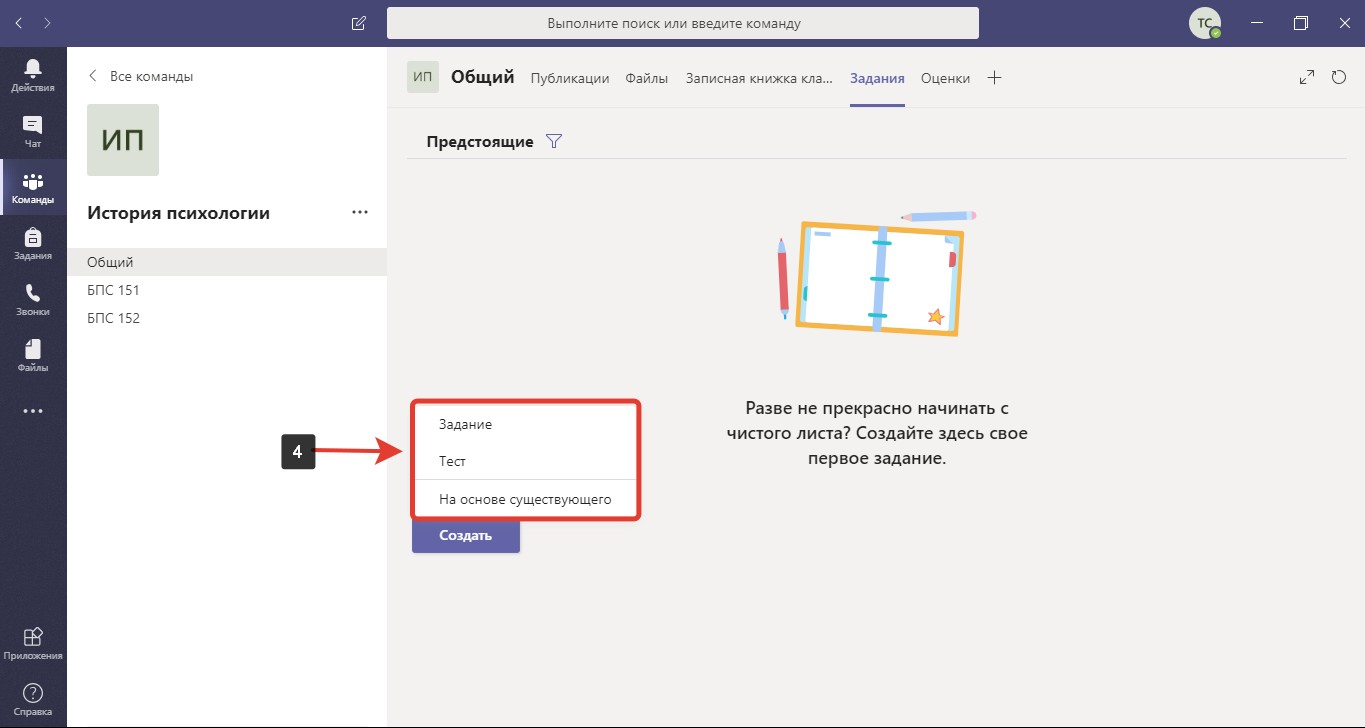 Выполните поиск или введите команду
ТС
Действия
Чат
Команды
Задания
Звонки
Файлы
Приложения
Справка
Все команды
ИП
История психологии
Общий
БПС 151
БПС 152
ИП
Общий
Публикации
Файлы
Записная книжка кла...
Задания
Оценки
Предстоящие
Разве не прекрасно начинать с
чистого листа? Создайте здесь свое
первое задание.
4
Задание
Тест
На основе существующего
Создать